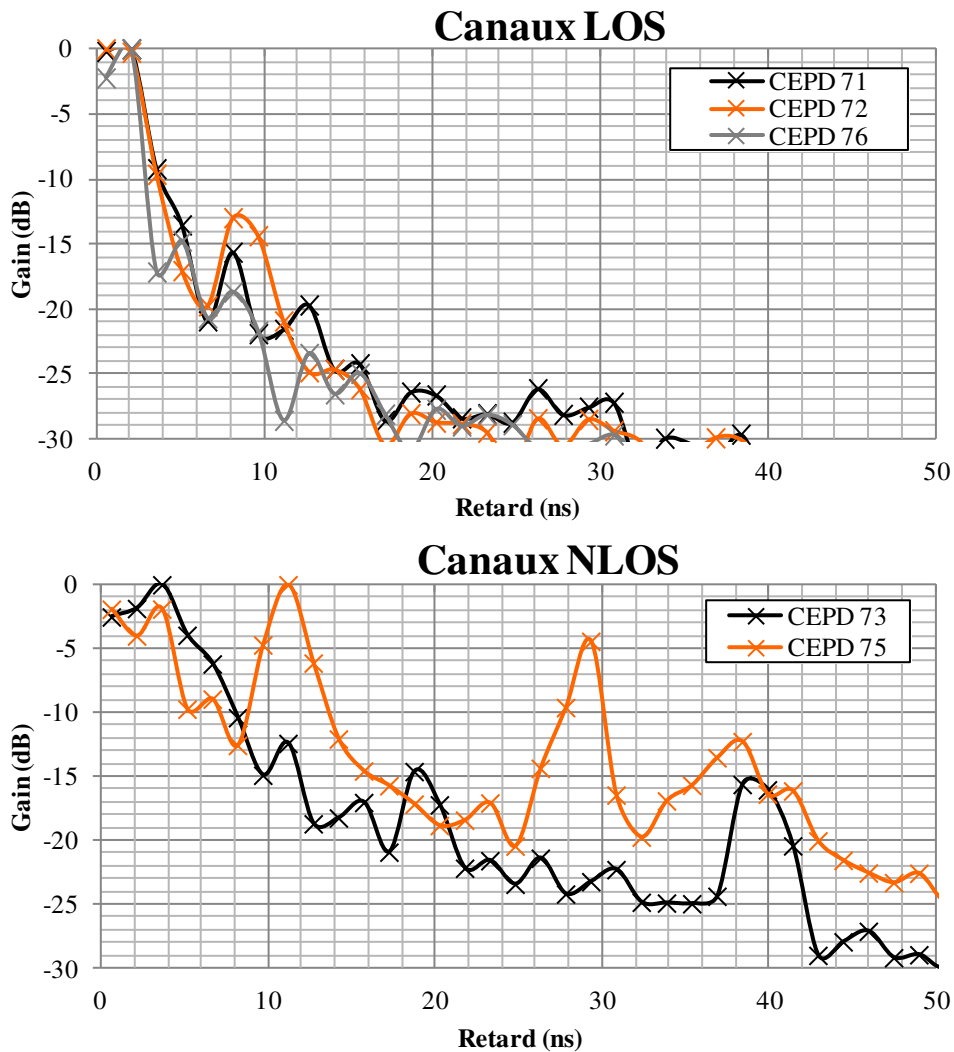 Canaux LOS
0
-5
-10
-15
-20
-25
-30
Gain (dB)
CEPD 71
CEPD 72
CEPD 76
0 10 20 30 40 50
Retard (ns)
Canaux NLOS
0
-5
-10
-15
-20
-25
-30
Gain (dB)
CEPD 73
CEPD 75
0 10 20 30 40 50
Retard (ns)